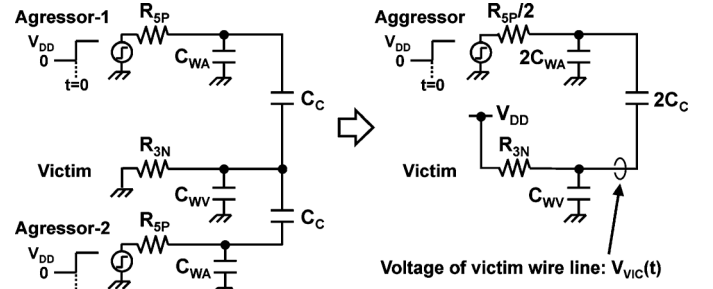 Agressor-1
R5P
VDD
0
t=0
CWA
CC
R3N
Victim
CWV
CC
Agressor-2
R5P
VDD
0
CWA
Aggressor
R5P/2
VDD
0
t=0
2CWA
2CC
VDD
R3N
Victim
CWV
Voltage of victim wire line: VVIC(t)